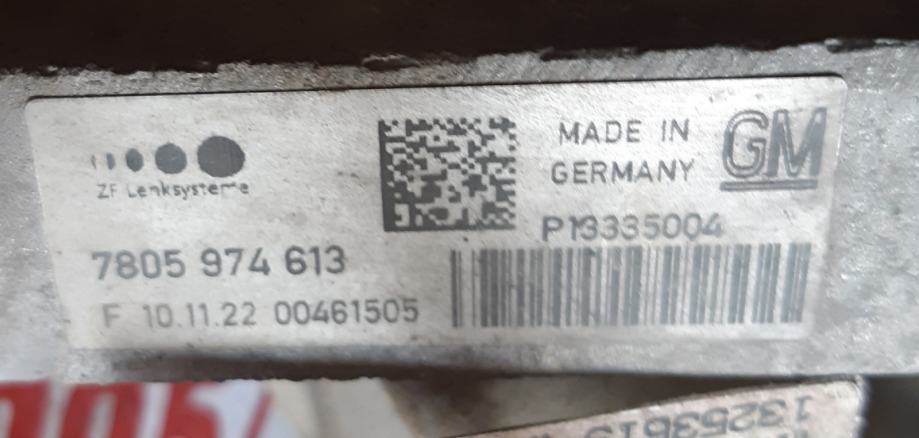 ZF Lenksysteme
MADE IN
GERMANY
GM
P13335004
7805 974 613
F 10.11.22 00461505